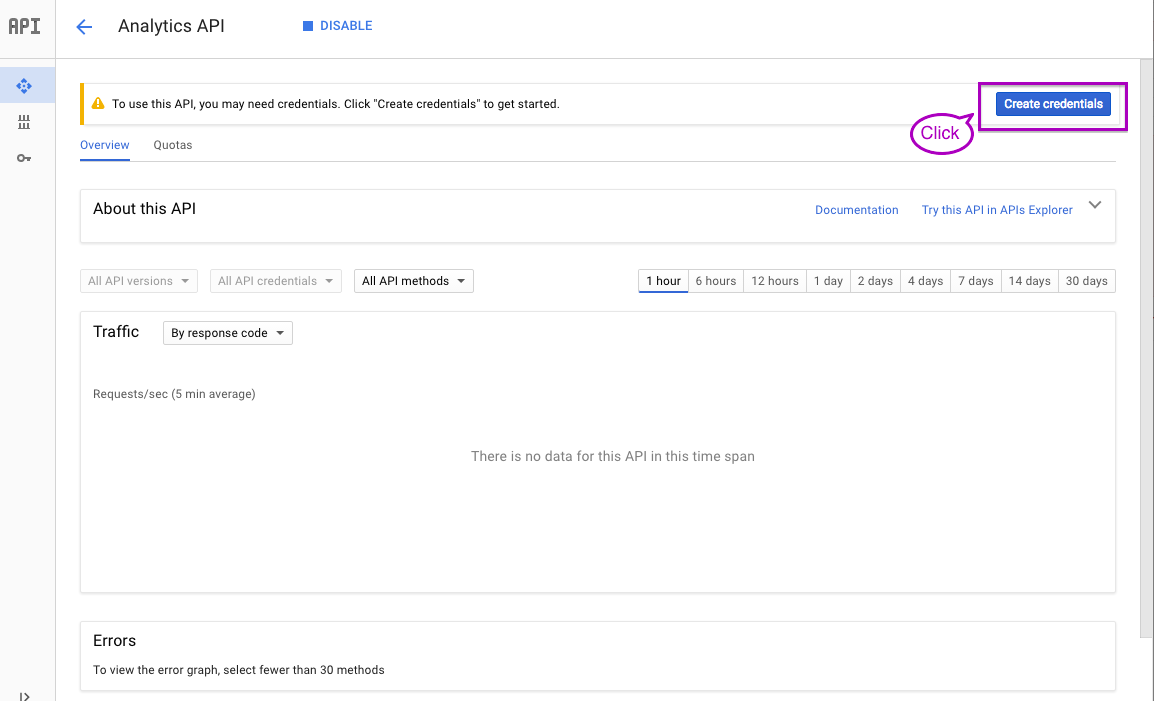 API
Analytics API
DISABLE
To use this API, you may need credentials. Click "Create credentials" to get started.
Create credentials
Click
Overview
Quotas
About this API
Documentation
Try this API in APIs Explorer
All API versions
All API credentials
All API methods
1 hour
6 hours
12 hours
1 day
2 days
4 days
7 days
14 days
30 days
Traffic
By response code
Requests/sec (5 min average)
There is no data for this API in this time span
Errors
To view the error graph, select fewer than 30 methods